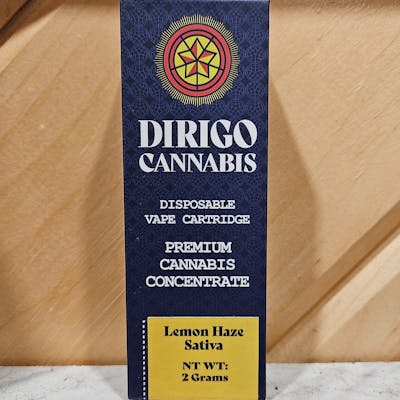 DIRIGO
CANNABIS
DISPOSABLE
VAPE CARTRIDGE
PREMIUM
CANNABIS
CONCENTRATE
Lemon Haze
Sativa
NT WT:
2 Grams